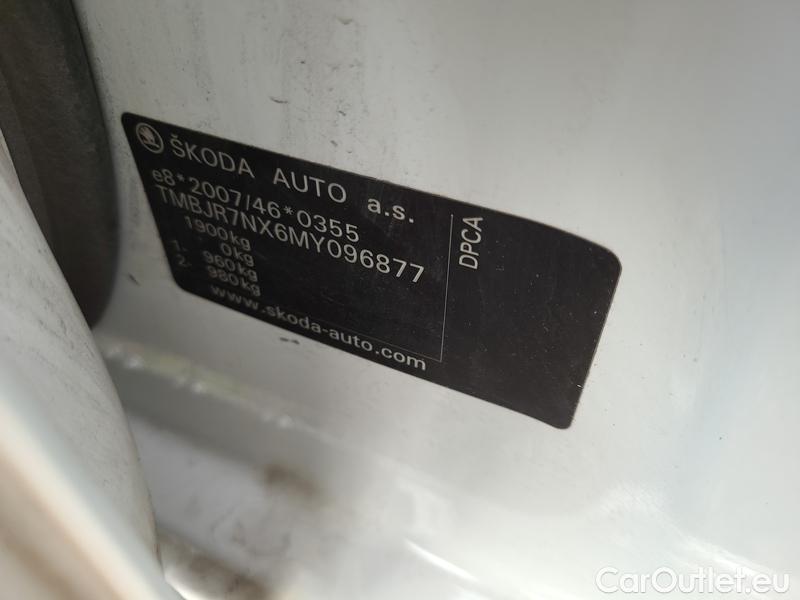 ŠKODA AUTO a.s.
e8*2007/46*0355
TMBJR7NX6MY096877
1900kg
0kg
1. 960kg
2. 980kg
www.skoda-auto.com
DPCA
CarOutlet.eu